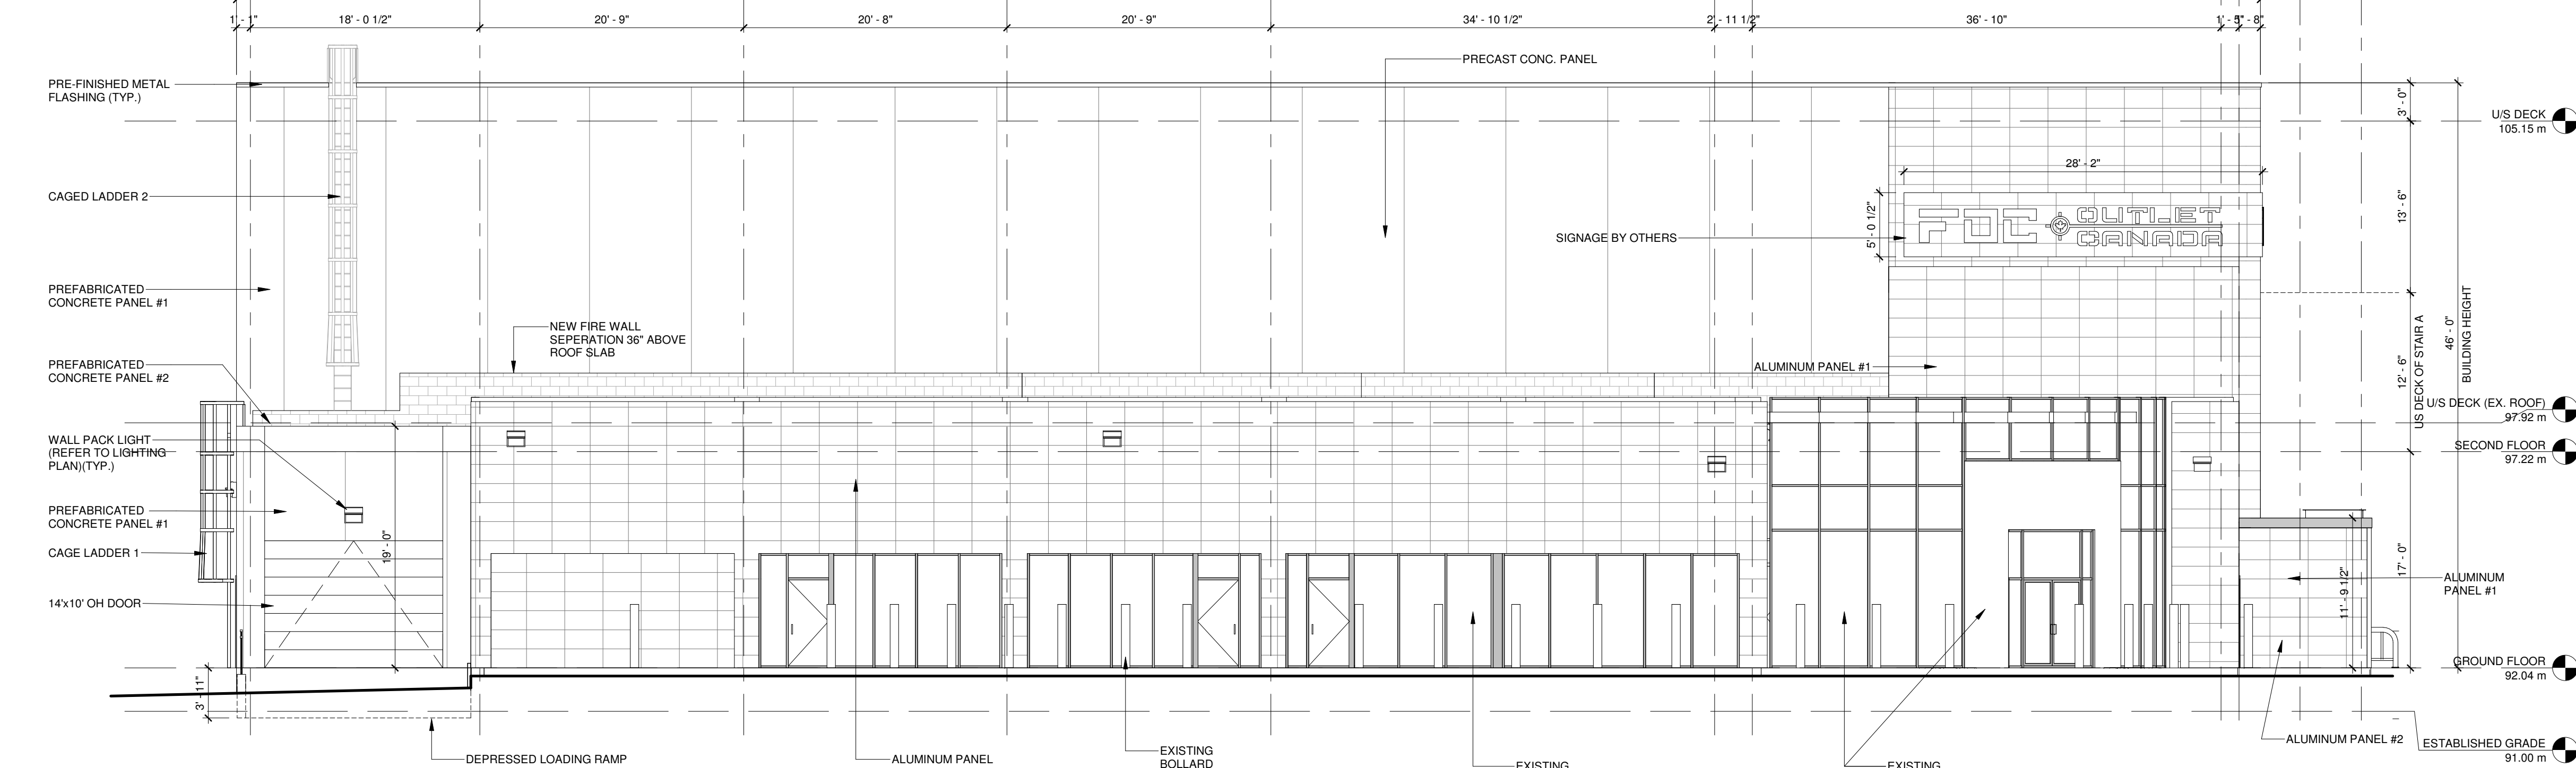 1' - 1"
18' - 0 1/2"
20' - 9"
20' - 8"
20' - 9"
34' - 10 1/2"
2' - 11 1/2"
36' - 10"
PRE-FINISHED METAL
FLASHING (TYP.)
PRECAST CONC. PANEL
3' - 0"
U/S DECK
105.15 m
28' - 2"
CAGED LADDER 2
13' - 6"
5' - 0 1/2"
FDC OUTLET
CANADA
SIGNAGE BY OTHERS
PREFABRICATED
CONCRETE PANEL #1
NEW FIRE WALL
SEPERATION 36" ABOVE
ROOF SLAB
46' - 0"
BUILDING HEIGHT
12' - 6"
U/S DECK OF STAIR A
PREFABRICATED
CONCRETE PANEL #2
ALUMINUM PANEL #1
U/S DECK (EX. ROOF)
97.92 m
WALL PACK LIGHT
(REFER TO LIGHTING
PLAN)(TYP.)
SECOND FLOOR
97.22 m
PREFABRICATED
CONCRETE PANEL #1
19' - 0"
CAGE LADDER 1
17' - 0"
11' - 9 1/2"
ALUMINUM
PANEL #1
14'x10' OH DOOR
GROUND FLOOR
92.04 m
3' - 11"
ALUMINUM PANEL #2
ESTABLISHED GRADE
91.00 m
DEPRESSED LOADING RAMP
ALUMINUM PANEL
EXISTING
BOLLARD
EXISTING
EXISTING